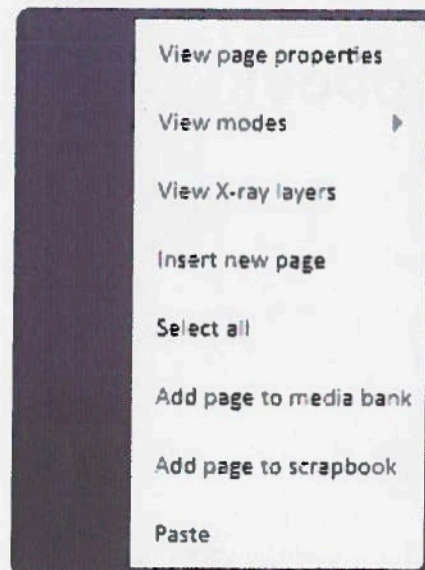 View page properties
View modes
View X-ray layers
Insert new page
Select all
Add page to media bank
Add page to scrapbook
Paste